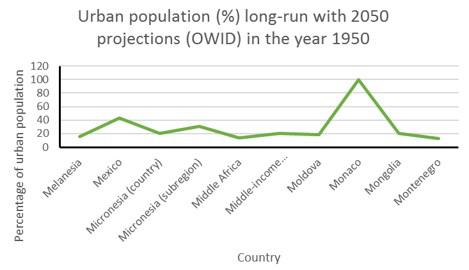 Urban population (%) long-run with 2050
projections (OWID) in the year 1950
Percentage of urban population
120
100
80
60
40
20
0
Melanesia
Mexico
Micronesia (country)
Micronesia (subregion)
Middle Africa
Middle-income...
Moldova
Monaco
Mongolia
Montenegro
Country